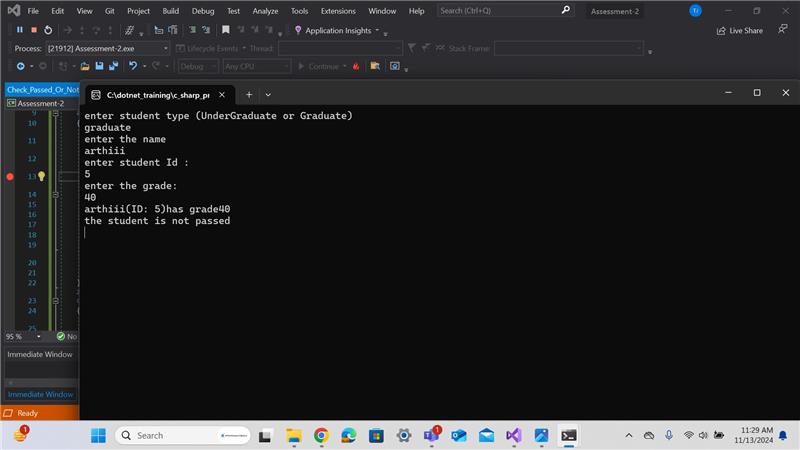 File Edit View Git Project Build Debug Test Analyze Tools Extensions Window Help Search (Ctrl+Q) Assessment-2 TJ
Application Insights Live Share
Process: [21912] Assessment-2.exe Lifecycle Events Thread: Stack Frame:
Debug Any CPU Continue
Check_Passed_Or_Not
Assessment-2
C:\dotnet_training\c_sharp_pr
9
10
11
12
13
14
15
16
17
18
19
20
21
22
23
24
25
enter student type (UnderGraduate or Graduate)
graduate
enter the name
arthiii
enter student Id :
5
enter the grade:
40
arthiii(ID: 5)has grade40
the student is not passed
95 % No
Immediate Window
Immediate Window
Ready
1
Search
1
11:29 AM
11/13/2024